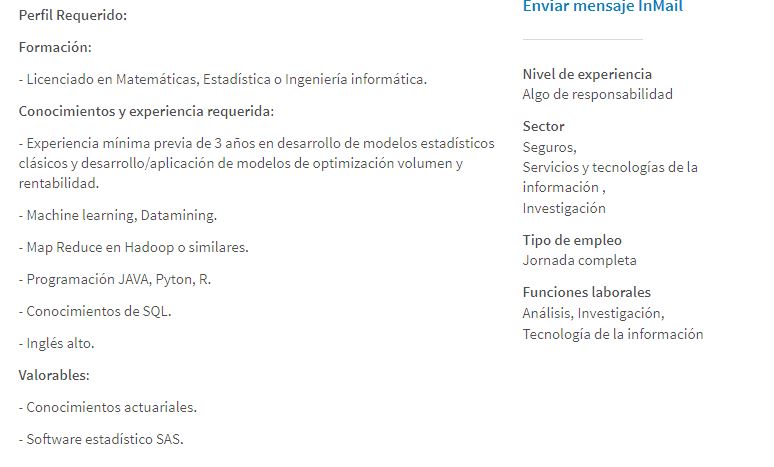 Perfil Requerido:
Formación:
- Licenciado en Matemáticas, Estadística o Ingeniería informática.
Conocimientos y experiencia requerida:
- Experiencia mínima previa de 3 años en desarrollo de modelos estadísticos
clásicos y desarrollo/aplicación de modelos de optimización volumen y
rentabilidad.
- Machine learning, Datamining.
- Map Reduce en Hadoop o similares.
- Programación JAVA, Pyton, R.
- Conocimientos de SQL.
- Inglés alto.
Valorables:
- Conocimientos actuariales.
- Software estadístico SAS.
Enviar mensaje InMail
Nivel de experiencia
Algo de responsabilidad
Sector
Seguros,
Servicios y tecnologías de la
información ,
Investigación
Tipo de empleo
Jornada completa
Funciones laborales
Análisis, Investigación,
Tecnología de la información